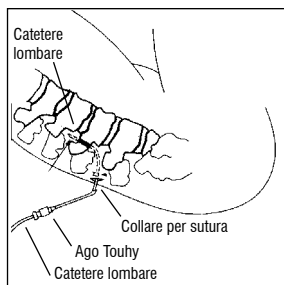 Catetere
lombare
Collare per sutura
Ago Touhy
Catetere lombare